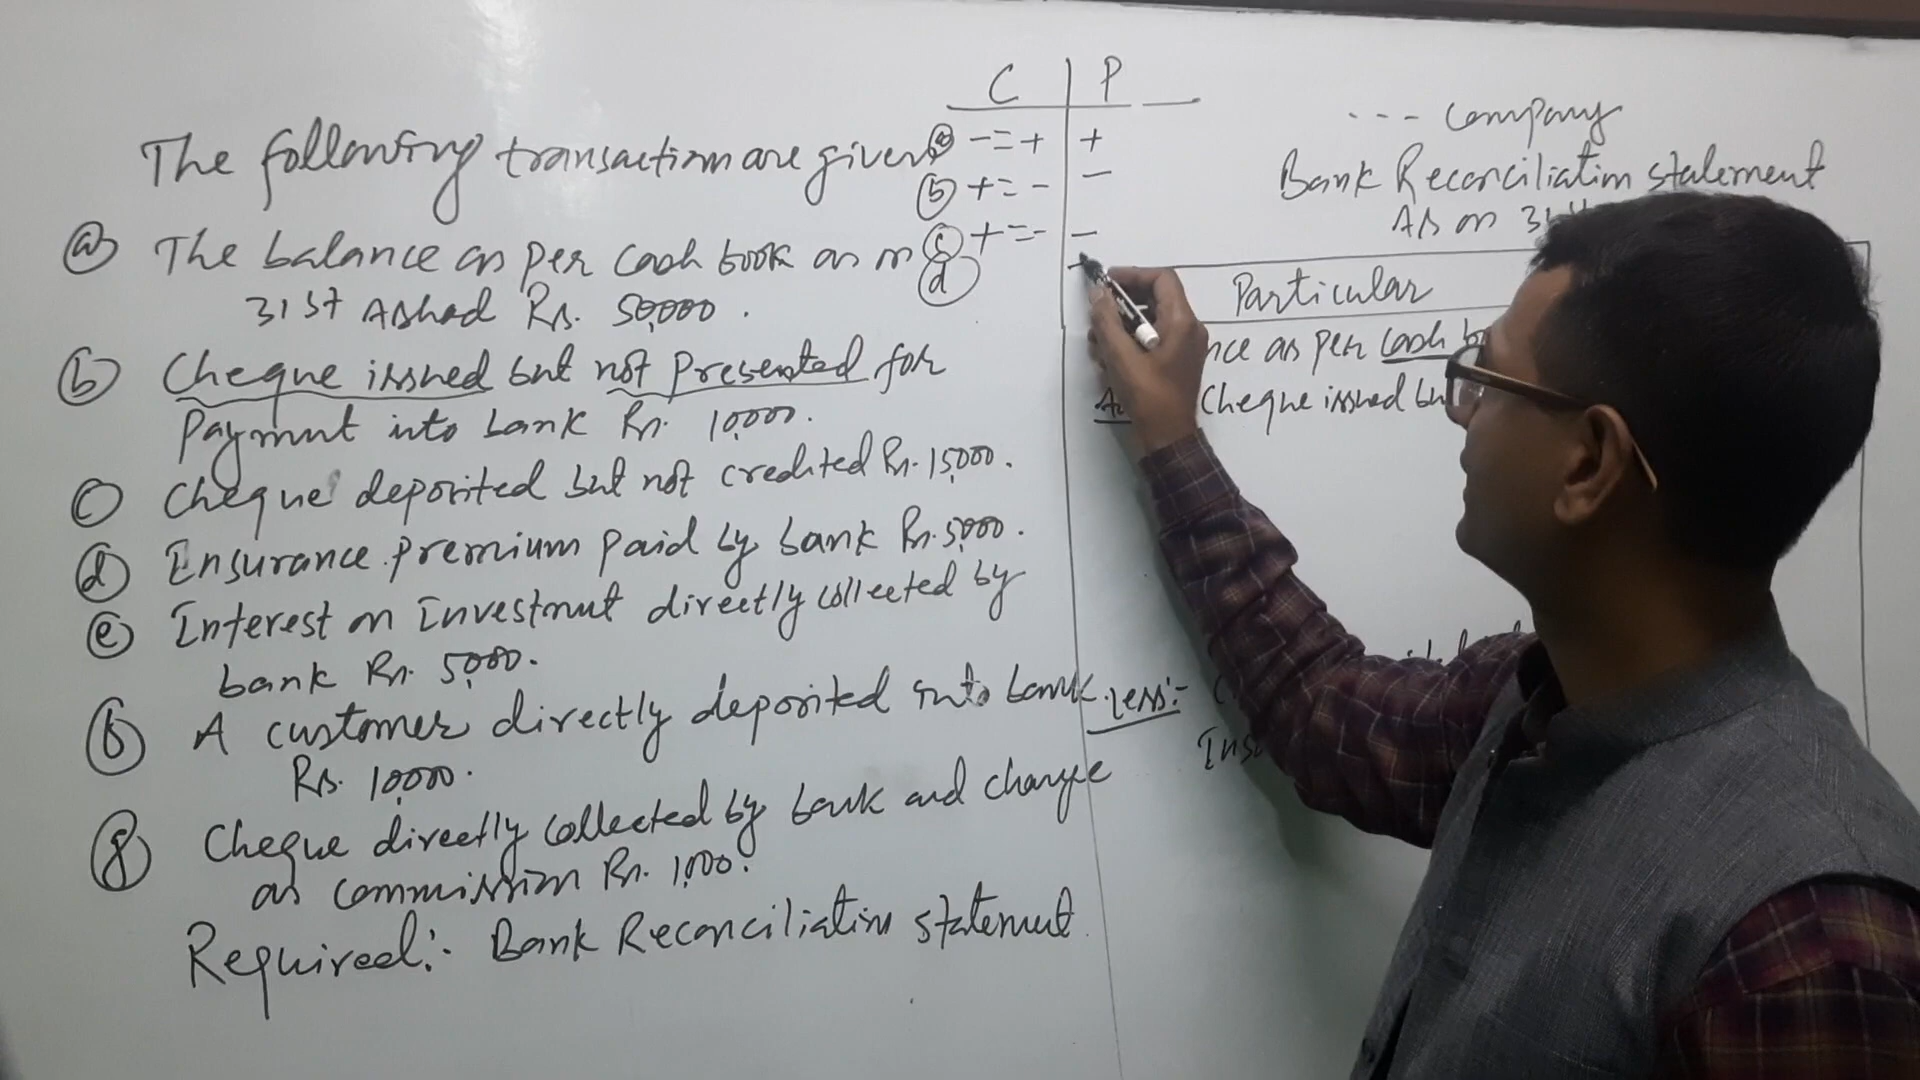 The following transaction are given
ⓐ The balance as per cash book as on
31st Ashad Rs. 50,000.
ⓑ Cheque issued but not presented for
Payment into bank Rs. 10,000.
ⓒ Cheque deposited but not credited Rs. 15,000.
ⓓ Ensurance premium paid by bank Rs. 5,000.
ⓔ Interest on Investment directly collected by
bank Rs. 5,000.
ⓕ A customer directly deposited into bank.
Rs. 10,000.
ⓖ Cheque directly collected by bank and charge
as commission Rs. 1,000.
Required:- Bank Reconciliation statement
C | P
ⓐ - = + | +
ⓑ + = - | -
ⓒ + = - | -
ⓓ
--- Company
Bank Reconciliation statement
As on 31
Particular
nce as per cash b
Cheque issued bu
Less:- C
Ins